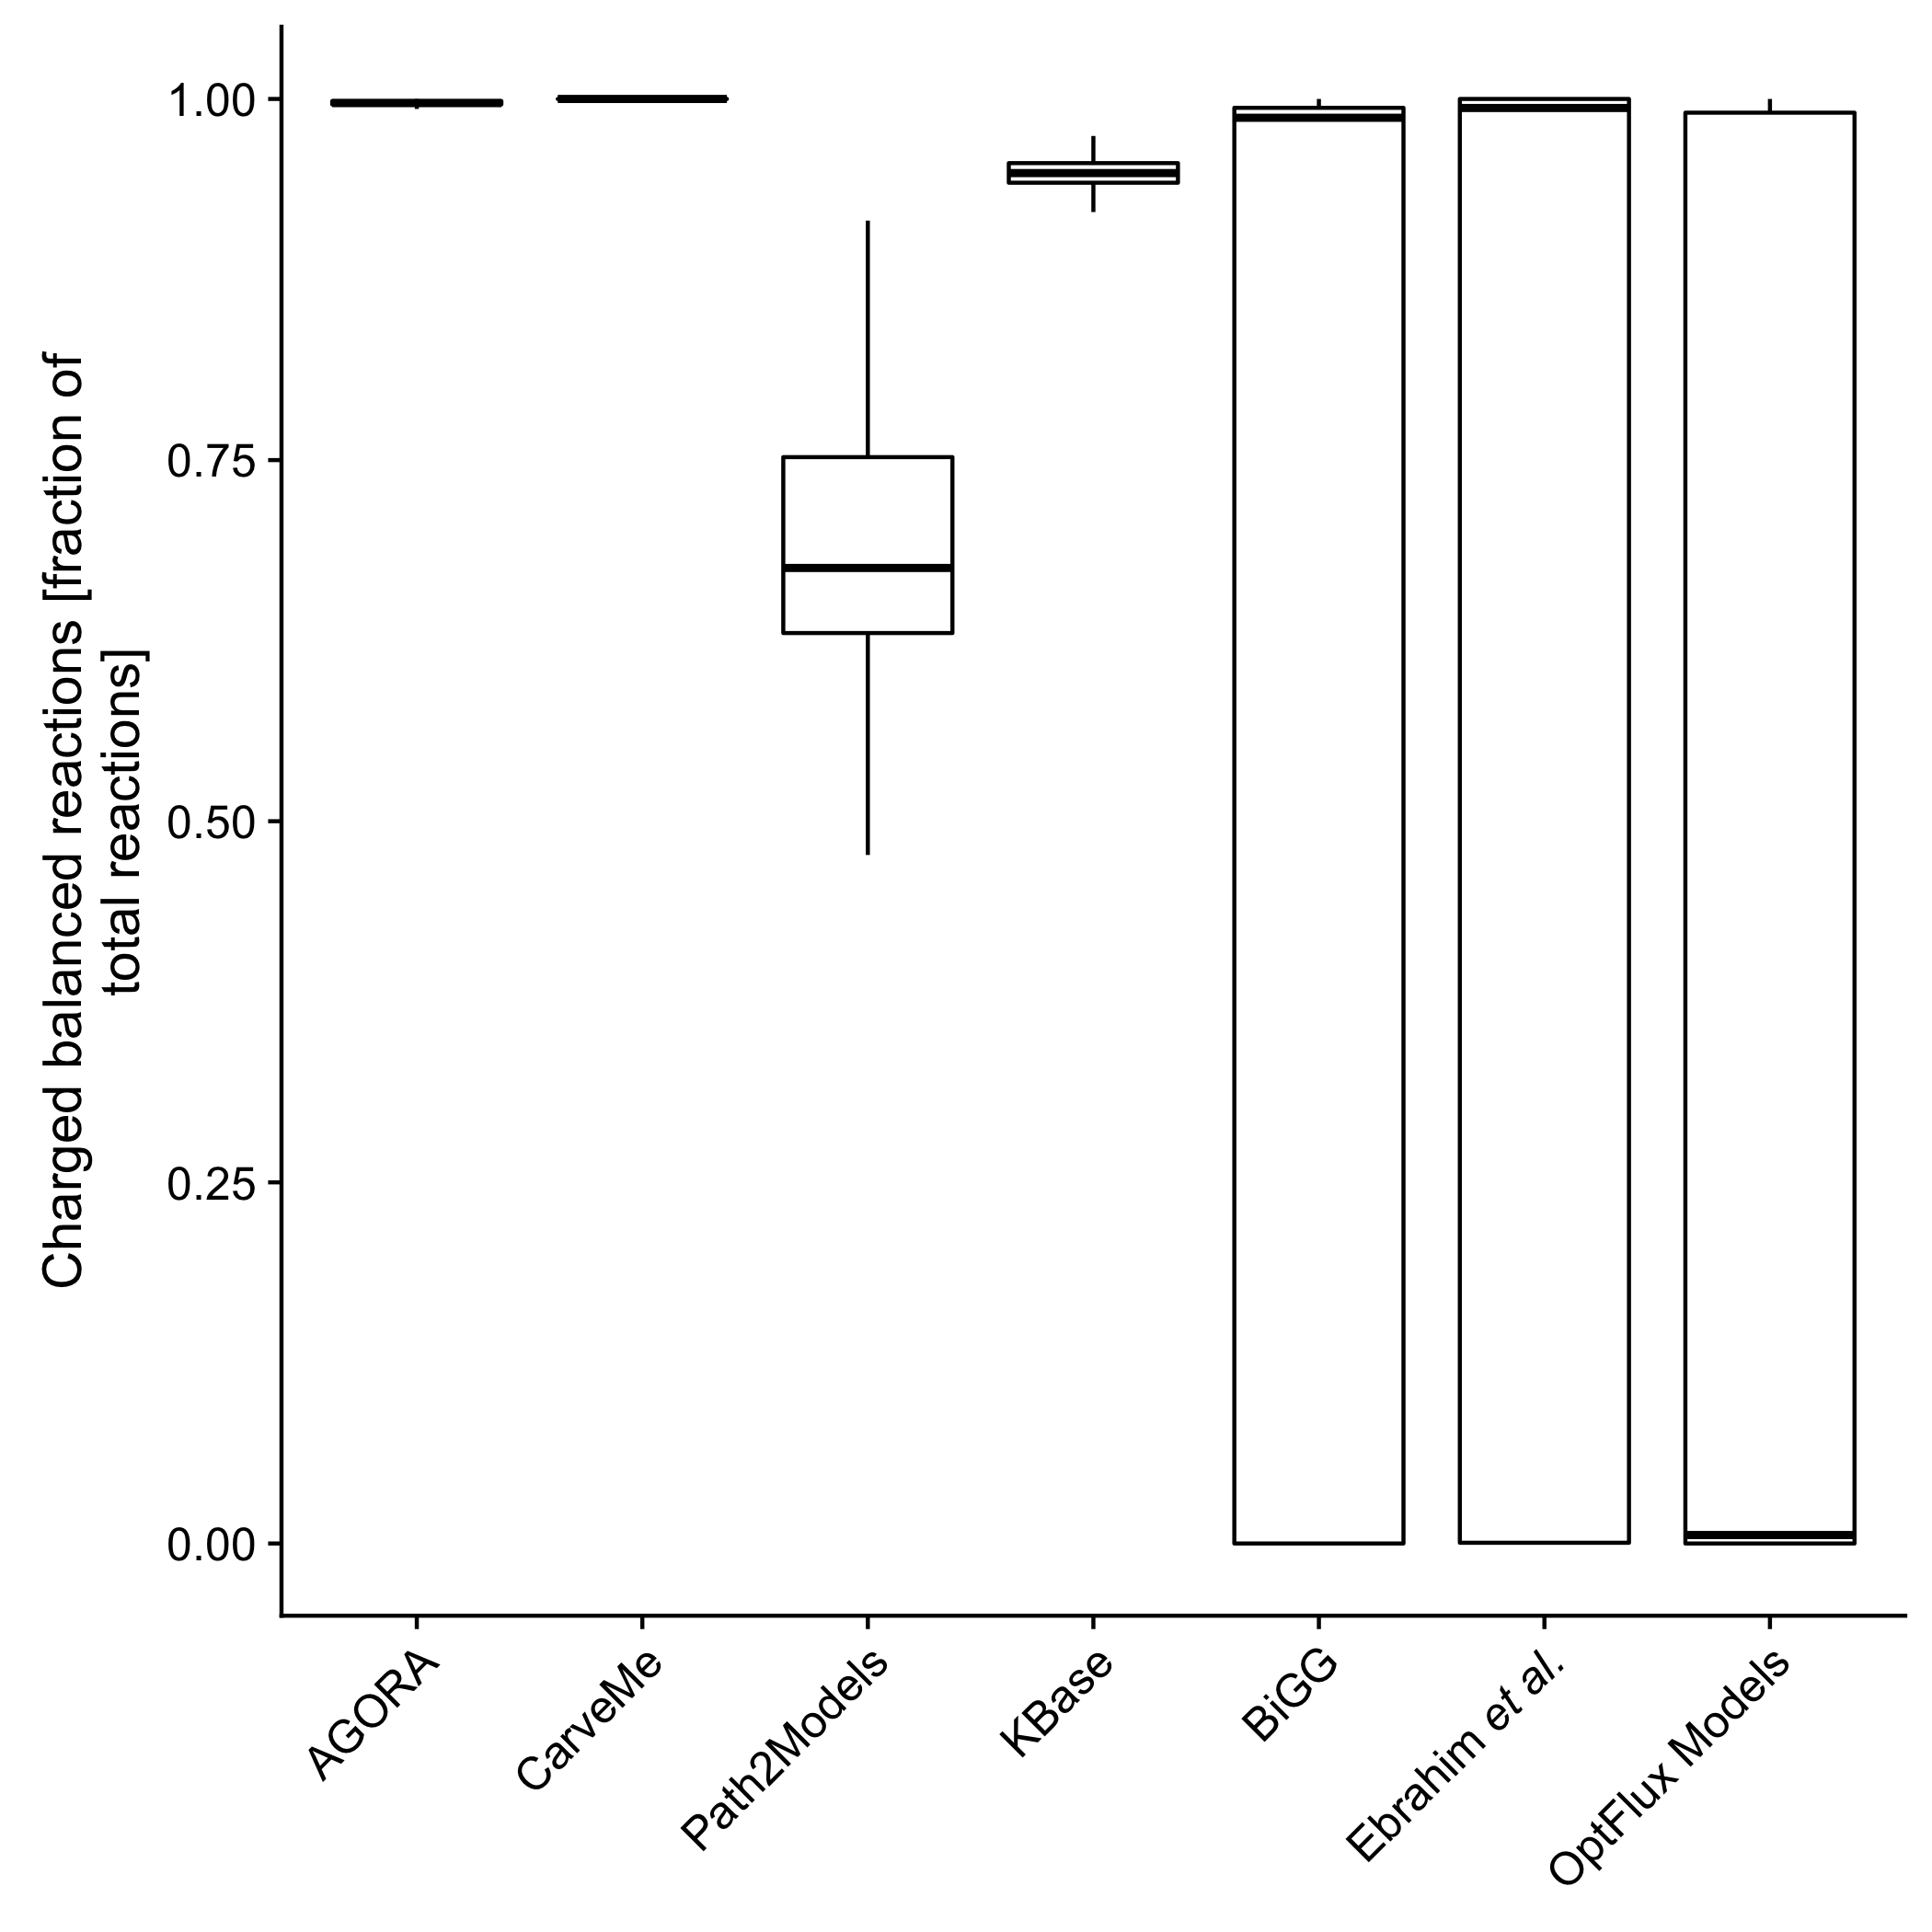 Charged balanced reactions [fraction of
total reactions]
1.00
0.75
0.50
0.25
0.00
AGORA
CarveMe
Path2Models
KBase
BiGG
Ebrahim et al.
OptFlux Models